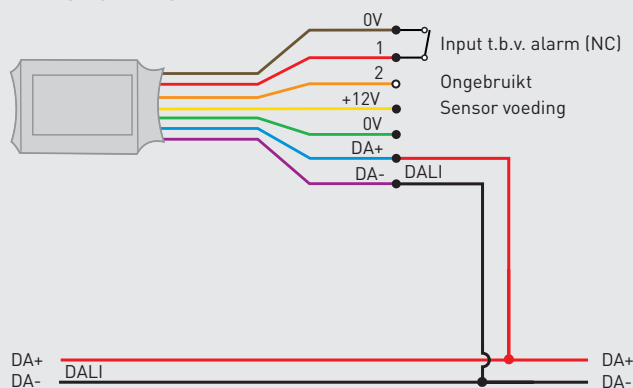 0V
1
Input t.b.v. alarm (NC)
2
Ongebruikt
+12V
Sensor voeding
0V
DA+
DA-
DALI
DA+
DA+
DALI
DA-
DA-